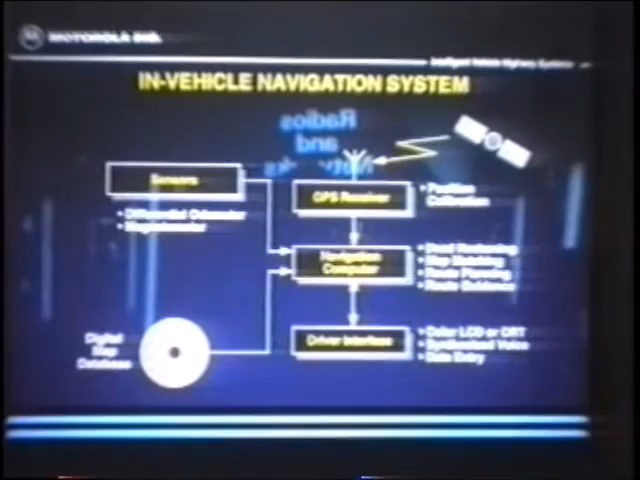 MOTOROLA INC.
Intelligent Vehicle Highway Systems
IN-VEHICLE NAVIGATION SYSTEM
Radios
and
Sensors
• Differential Odometer
• Magnetometer
GPS Receiver
• Position
Calibration
Navigation
Computer
• Dead Reckoning
• Map Matching
• Route Planning
• Route Guidance
Digital
Map
Database
Driver Interface
• Color LCD or CRT
• Synthesized Voice
• Data Entry